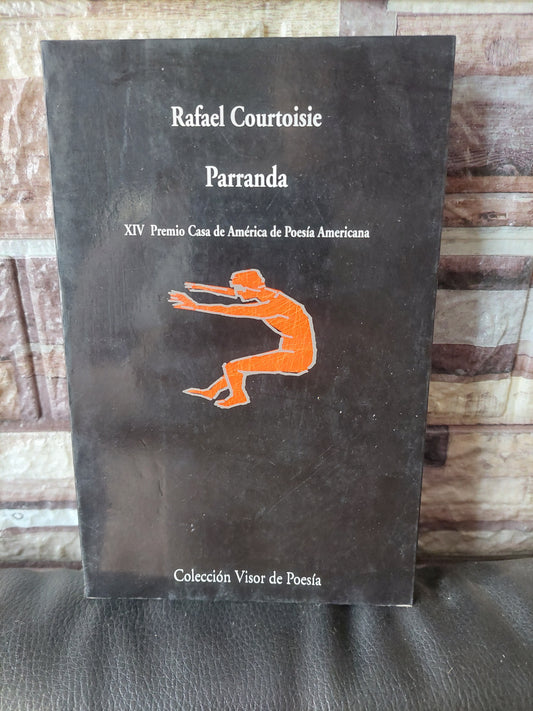 Rafael Courtoisie
Parranda
XIV Premio Casa de América de Poesía Americana
Colección Visor de Poesía